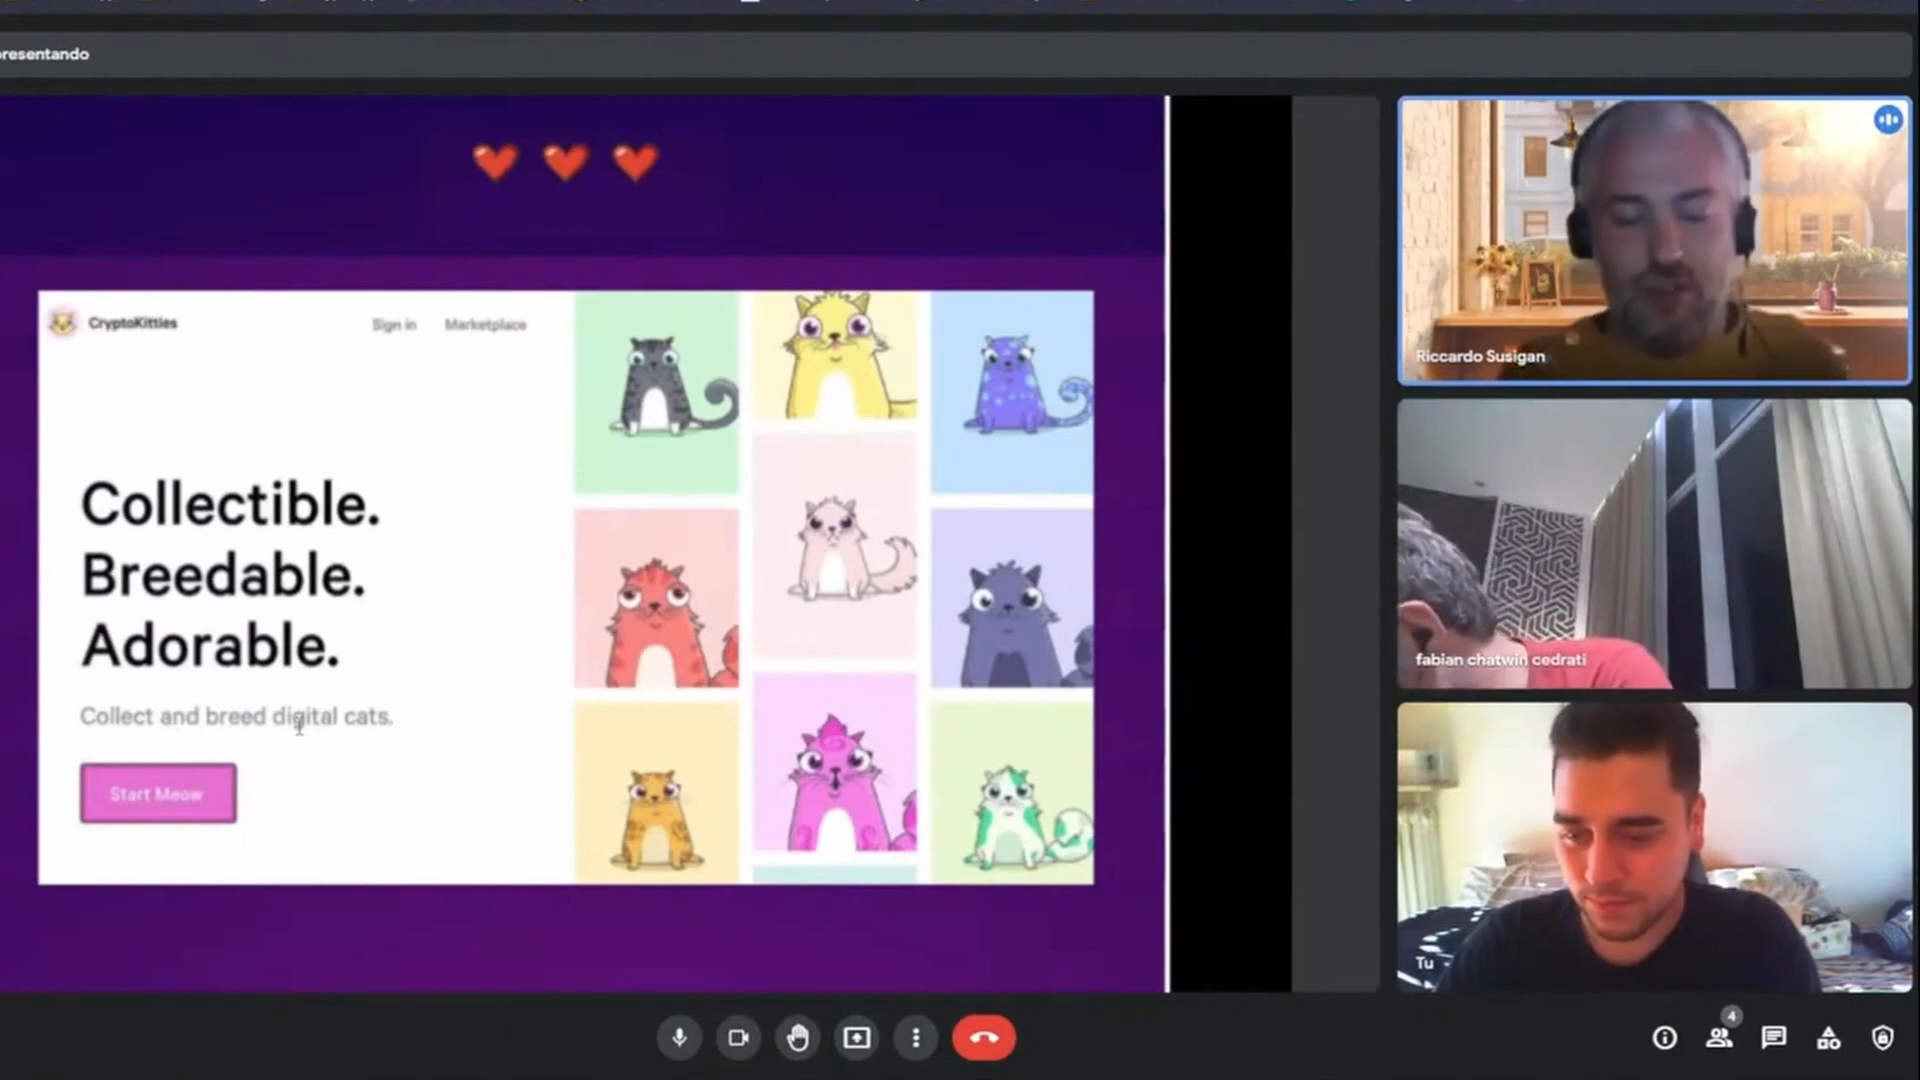 presentando
CryptoKitties
Sign in
Marketplace
Collectible.
Breedable.
Adorable.
Collect and breed digital cats.
Start Meow
Riccardo Susigan
fabian chatwin cedrati
Tu
4